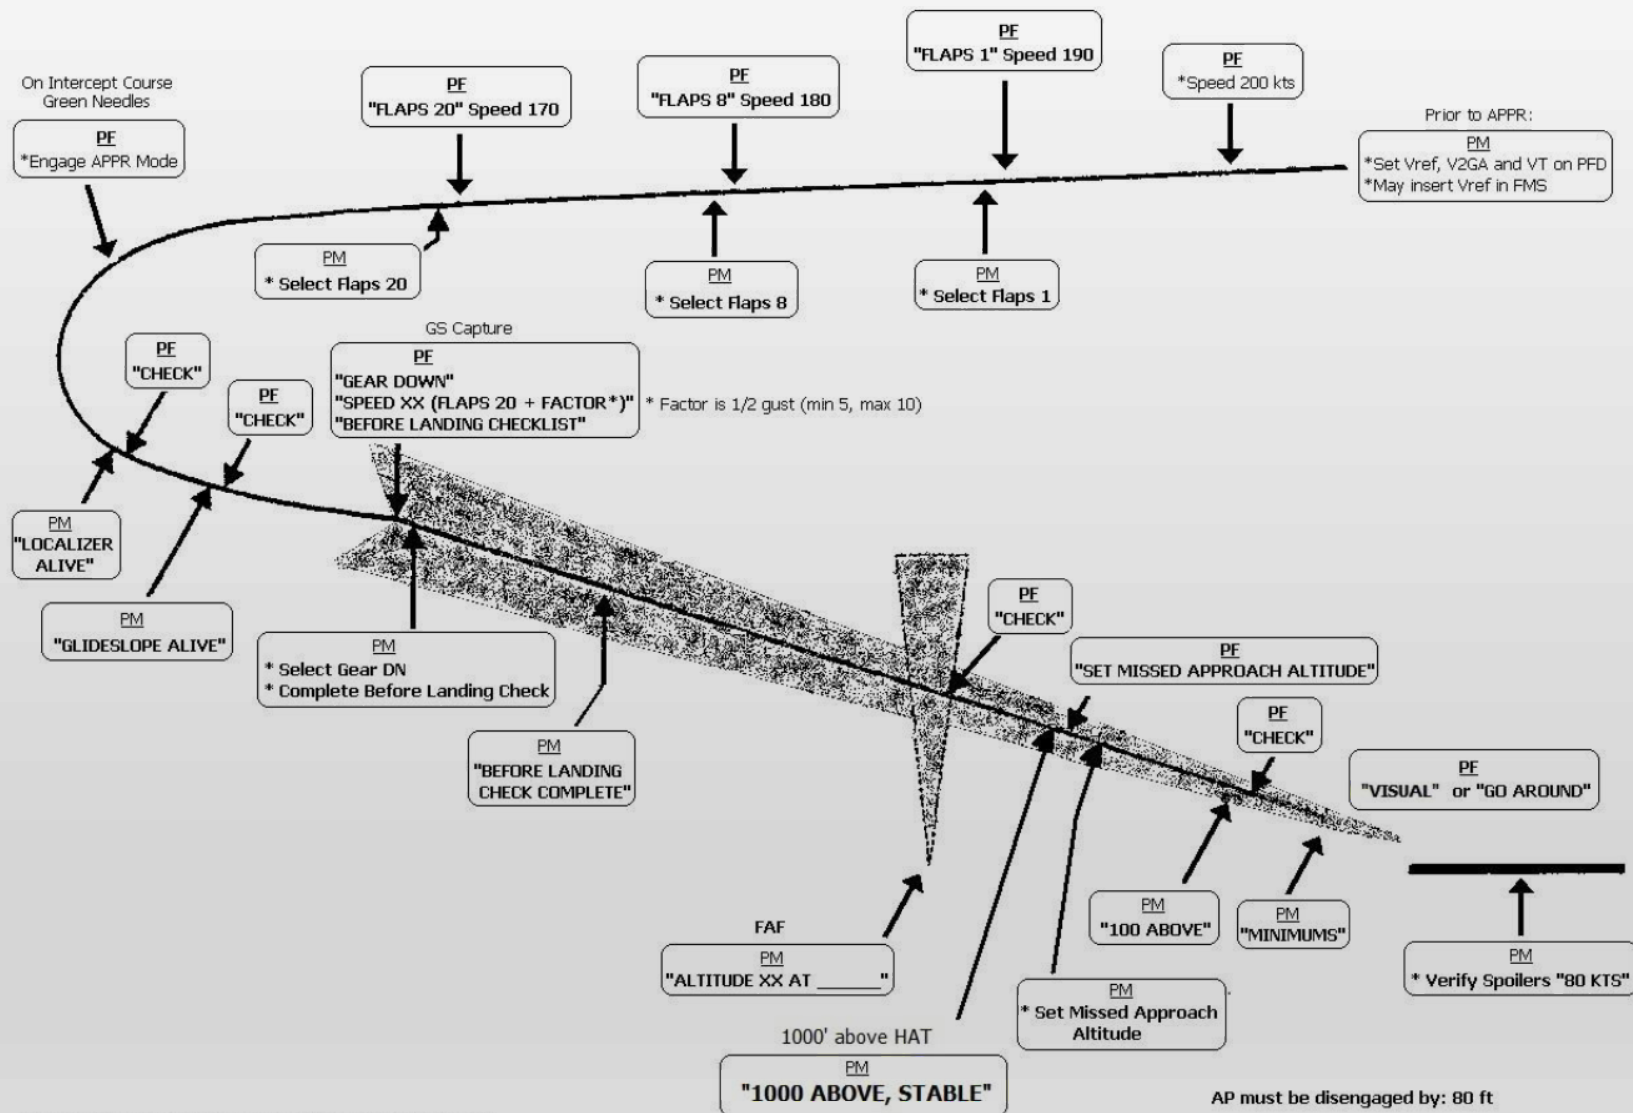 PF
"FLAPS 1" Speed 190
PF
*Speed 200 kts
PF
"FLAPS 8" Speed 180
PF
"FLAPS 20" Speed 170
On Intercept Course
Green Needles
PF
*Engage APPR Mode
Prior to APPR:
PM
*Set Vref, V2GA and VT on PFD
*May insert Vref in FMS
PM
* Select Flaps 20
PM
* Select Flaps 8
PM
* Select Flaps 1
GS Capture
PF
"GEAR DOWN"
"SPEED XX (FLAPS 20 + FACTOR*)"
"BEFORE LANDING CHECKLIST"
* Factor is 1/2 gust (min 5, max 10)
PF
"CHECK"
PF
"CHECK"
PM
"LOCALIZER
ALIVE"
PM
"GLIDESLOPE ALIVE"
PM
* Select Gear DN
* Complete Before Landing Check
PM
"BEFORE LANDING
CHECK COMPLETE"
PF
"CHECK"
PF
"SET MISSED APPROACH ALTITUDE"
PF
"CHECK"
PF
"VISUAL" or "GO AROUND"
FAF
PM
"ALTITUDE XX AT ______"
PM
"100 ABOVE"
PM
"MINIMUMS"
PM
* Verify Spoilers "80 KTS"
PM
* Set Missed Approach
Altitude
1000' above HAT
PM
"1000 ABOVE, STABLE"
AP must be disengaged by: 80 ft